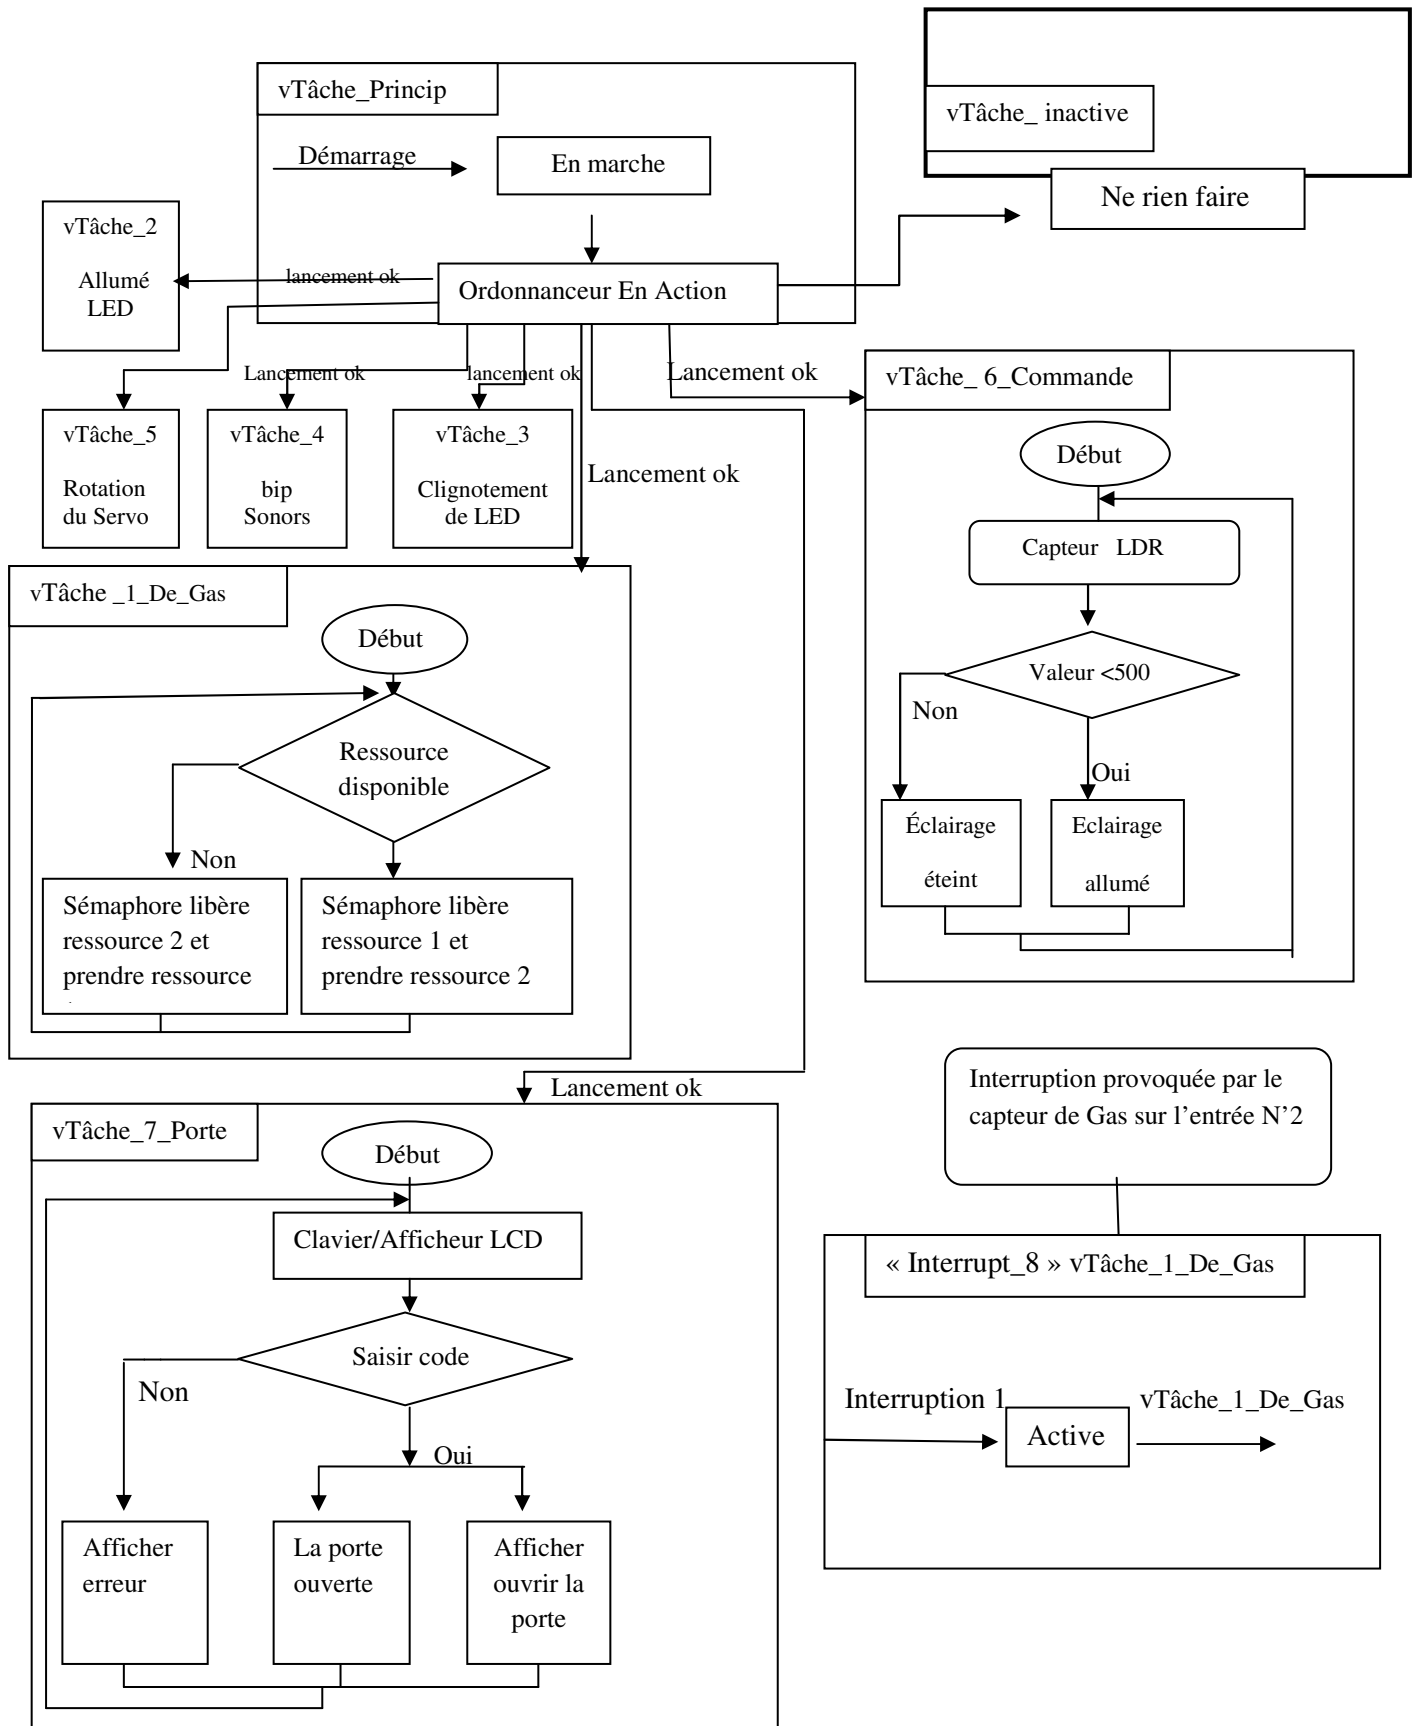 vTâche_Princip
vTâche_ inactive
Démarrage
En marche
Ne rien faire
vTâche_2
Allumé
LED
lancement ok
Ordonnanceur En Action
Lancement ok
lancement ok
Lancement ok
vTâche_ 6_Commande
vTâche_5
Rotation
du Servo
vTâche_4
bip
Sonors
vTâche_3
Clignotement
de LED
Lancement ok
Début
Capteur LDR
Valeur <500
Non
Oui
Éclairage
éteint
Eclairage
allumé
vTâche _1_De_Gas
Début
Ressource
disponible
Non
Sémaphore libère
ressource 2 et
prendre ressource
Sémaphore libère
ressource 1 et
prendre ressource 2
Lancement ok
Interruption provoquée par le
capteur de Gas sur l’entrée N’2
vTâche_7_Porte
Début
Clavier/Afficheur LCD
Saisir code
Non
Oui
Afficher
erreur
La porte
ouverte
Afficher
ouvrir la
porte
« Interrupt_8 » vTâche_1_De_Gas
Interruption 1
Active
vTâche_1_De_Gas